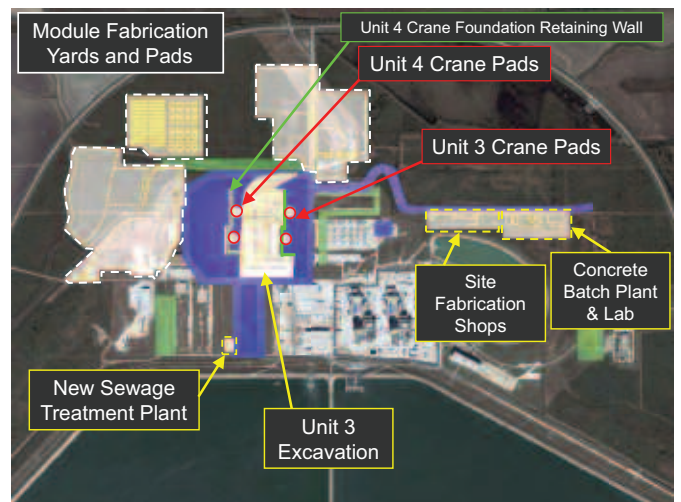 Module Fabrication
Yards and Pads
Unit 4 Crane Foundation Retaining Wall
Unit 4 Crane Pads
Unit 3 Crane Pads
Site
Fabrication
Shops
Concrete
Batch Plant
& Lab
New Sewage
Treatment Plant
Unit 3
Excavation